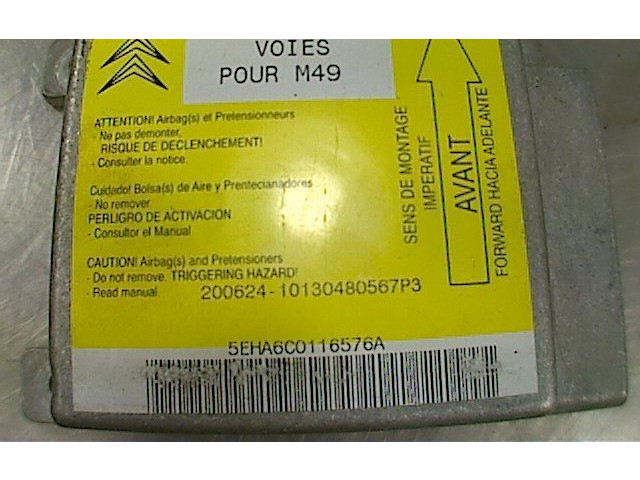 VOIES
POUR M49
ATTENTION! Airbag(s) et Pretensionneurs
- Ne pas demonter,
RISQUE DE DECLENCHEMENT!
- Consulter la notice.
Cuidado! Bolsa(s) de Aire y Prentecianadores
- No remover.
PERLIGRO DE ACTIVACION
- Consultor el Manual
CAUTION! Airbag(s) and Pretensioners
- Do not remove. TRIGGERING HAZARD!
- Read manual.
200624-10130480567P3
5EHA6C0116576A
SENS DE MONTAGE
IMPERATIF
AVANT
FORWARD HACIA ADELANTE